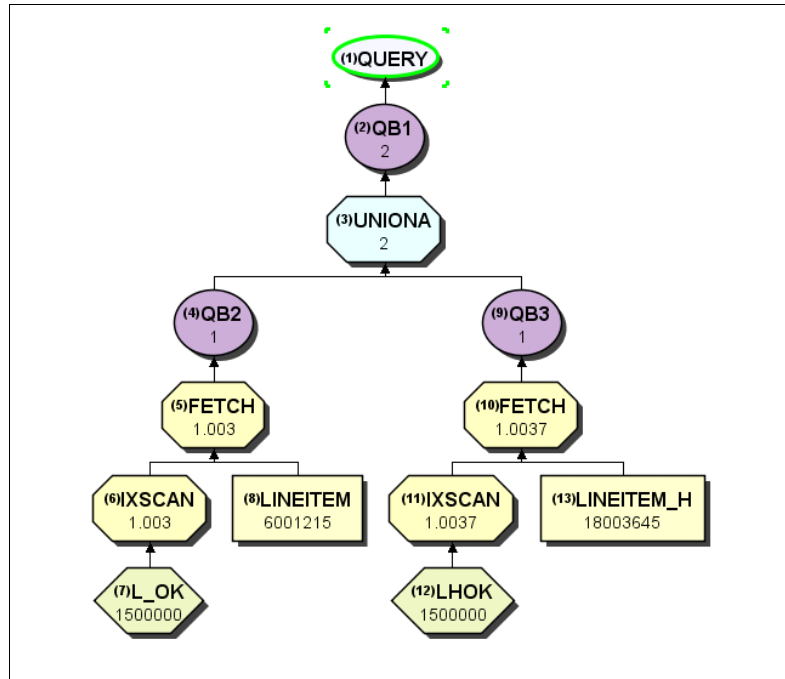 (1)QUERY
(2)QB1
2
(3)UNIONA
2
(4)QB2
1
(9)QB3
1
(5)FETCH
1.003
(10)FETCH
1.0037
(6)IXSCAN
1.003
(8)LINEITEM
6001215
(11)IXSCAN
1.0037
(13)LINEITEM_H
18003645
(7)L_OK
1500000
(12)LHOK
1500000